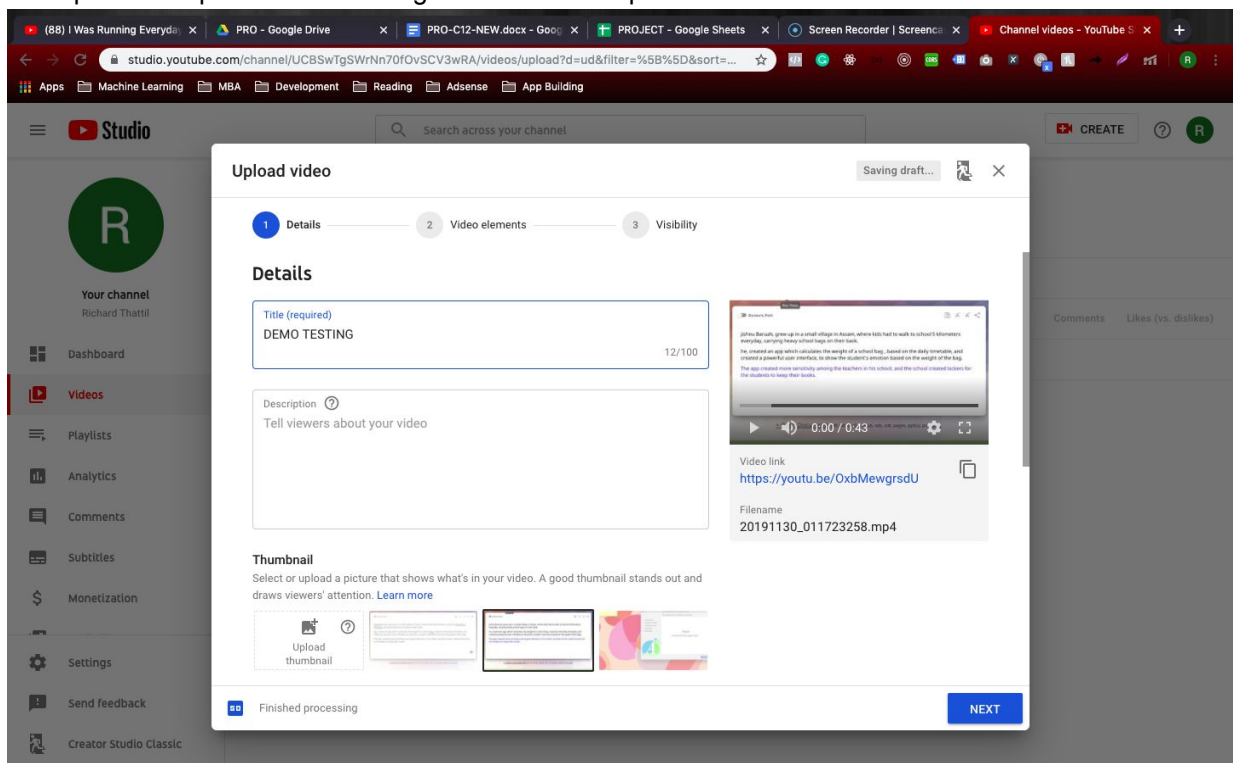 (88) I Was Running Everyday
PRO - Google Drive
PRO-C12-NEW.docx - Goog
PROJECT - Google Sheets
Screen Recorder | Screenca
Channel videos - YouTube S
studio.youtube.com/channel/UCBSwTgSWrNn70fOvSCV3wRA/videos/upload?d=ud&filter=%5B%5D&sort=...
Apps Machine Learning MBA Development Reading Adsense App Building
Studio
Search across your channel
CREATE
R
Upload video
Saving draft...
1 Details
2 Video elements
3 Visibility
R
Your channel
Richard Thattil
Dashboard
Videos
Playlists
Analytics
Comments
Subtitles
Monetization
Settings
Send feedback
Creator Studio Classic
Details
Title (required)
DEMO TESTING
12/100
Description
Tell viewers about your video
Thumbnail
Select or upload a picture that shows what's in your video. A good thumbnail stands out and
draws viewers' attention. Learn more
Upload
thumbnail
0:00 / 0:43
Video link
https://youtu.be/OxbMewgrsdU
Filename
20191130_011723258.mp4
Comments Likes (vs. dislikes)
Finished processing
NEXT